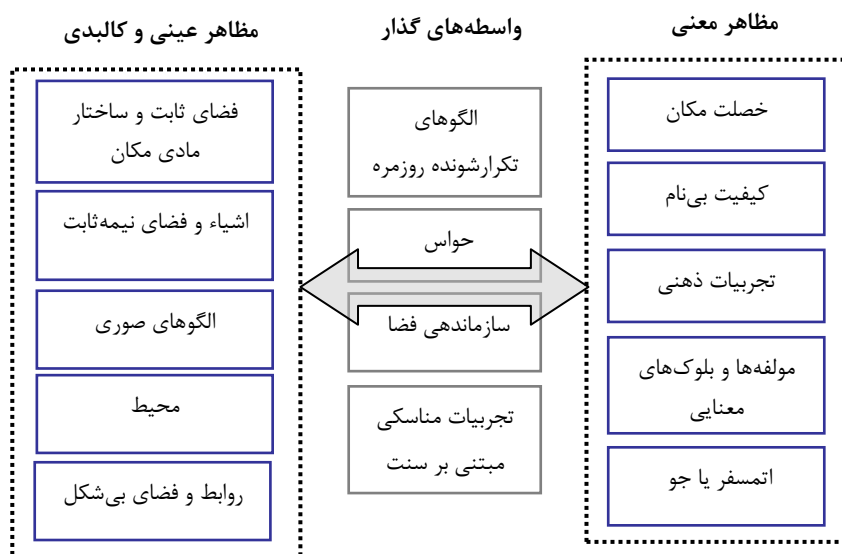 مظاهر معنی
خصلت مکان
کیفیت بی‌نام
تجربیات ذهنی
مولفه‌ها و بلوک‌های
معنایی
اتمسفر یا جو
واسطه‌های گذار
الگوهای
تکرارشونده روزمره
حواس
سازماندهی فضا
تجربیات مناسکی
مبتنی بر سنت
مظاهر عینی و کالبدی
فضای ثابت و ساختار
مادی مکان
اشیاء و فضای نیمه‌ثابت
الگوهای صوری
محیط
روابط و فضای بی‌شکل